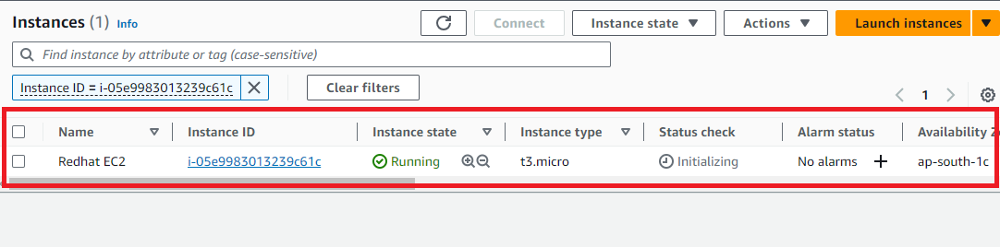 Instances (1) Info Connect Instance state Actions Launch instances
Find instance by attribute or tag (case-sensitive)
Instance ID = i-05e9983013239c61c Clear filters
1
Name Instance ID Instance state Instance type Status check Alarm status Availability Z
Redhat EC2 i-05e9983013239c61c Running t3.micro Initializing No alarms ap-south-1c